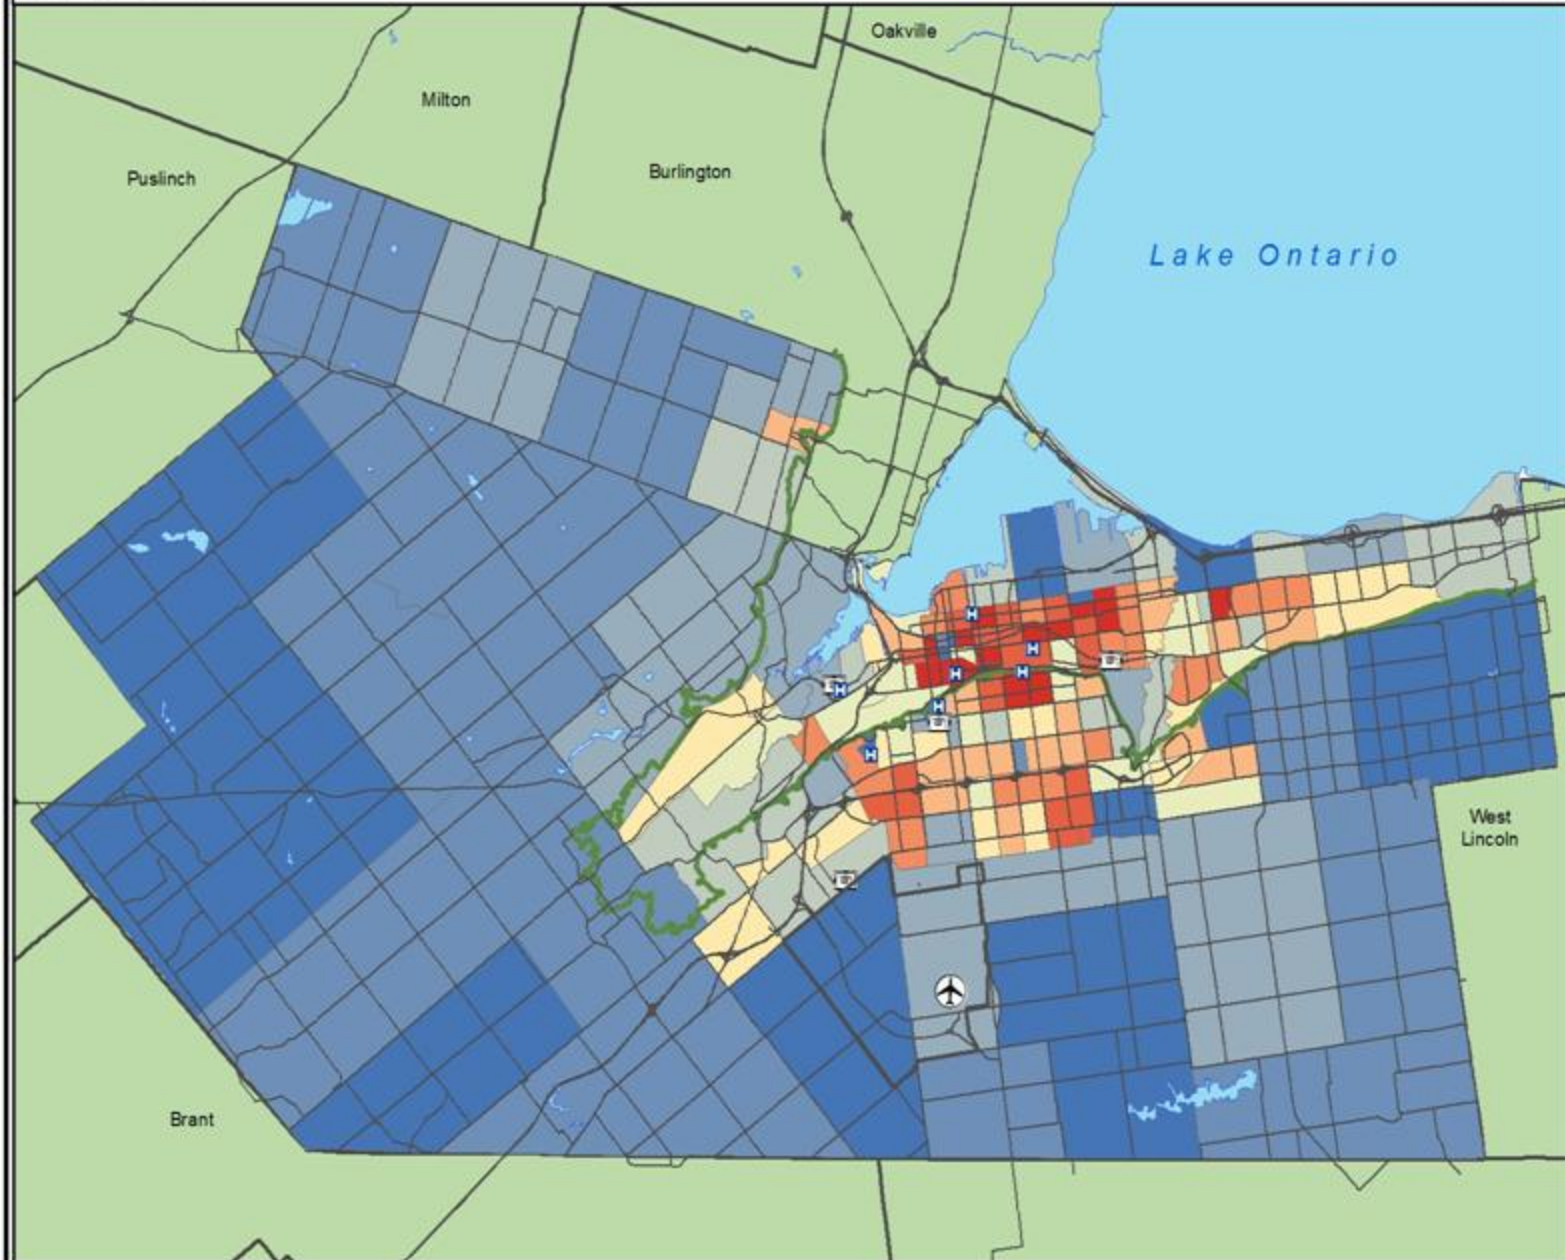 Oakville
Milton
Burlington
Puslinch
Lake Ontario
H
H
H
H
H
H
H
West
Lincoln
Brant